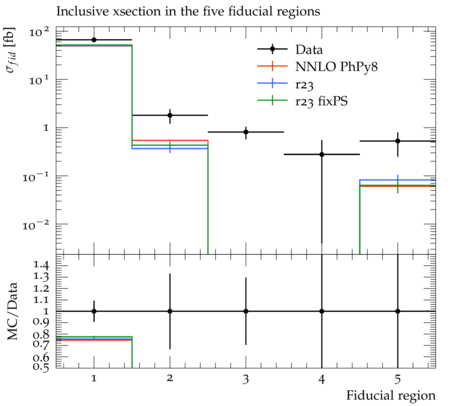 Inclusive xsection in the five fiducial regions
σfid [fb]
10²
10¹
1
10⁻¹
10⁻²
Data
NNLO PhPy8
r23
r23 fixPS
MC/Data
1.4
1.3
1.2
1.1
1
0.9
0.8
0.7
0.6
0.5
1 2 3 4 5
Fiducial region